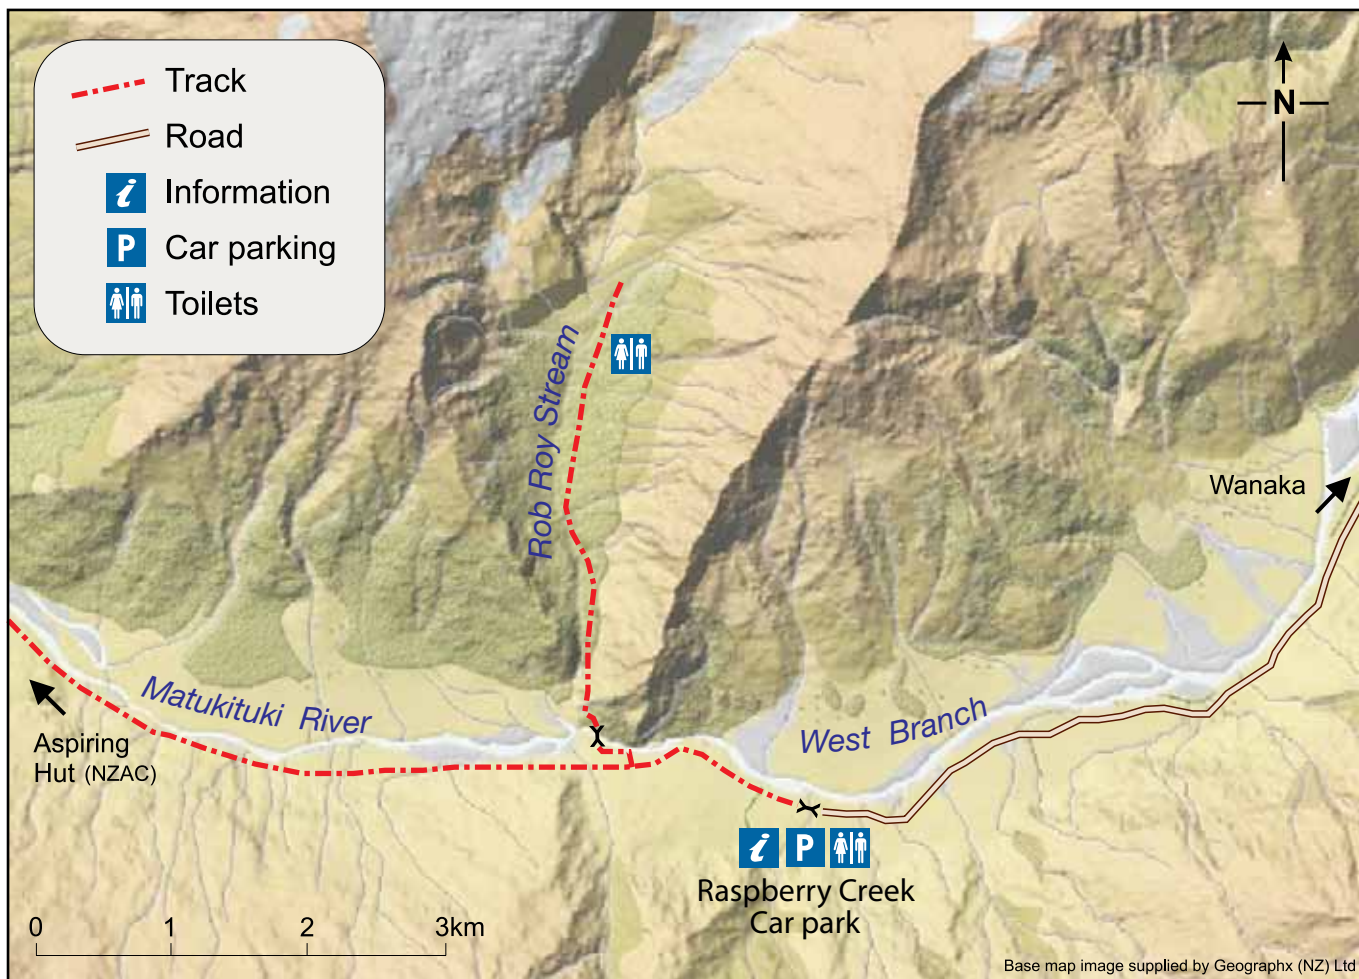 Track
Road
i Information
P Car parking
Toilets
N
Rob Roy Stream
Wanaka
Matukituki River
West Branch
Aspiring
Hut (NZAC)
i P
Raspberry Creek
Car park
0 1 2 3km
Base map image supplied by Geographx (NZ) Ltd